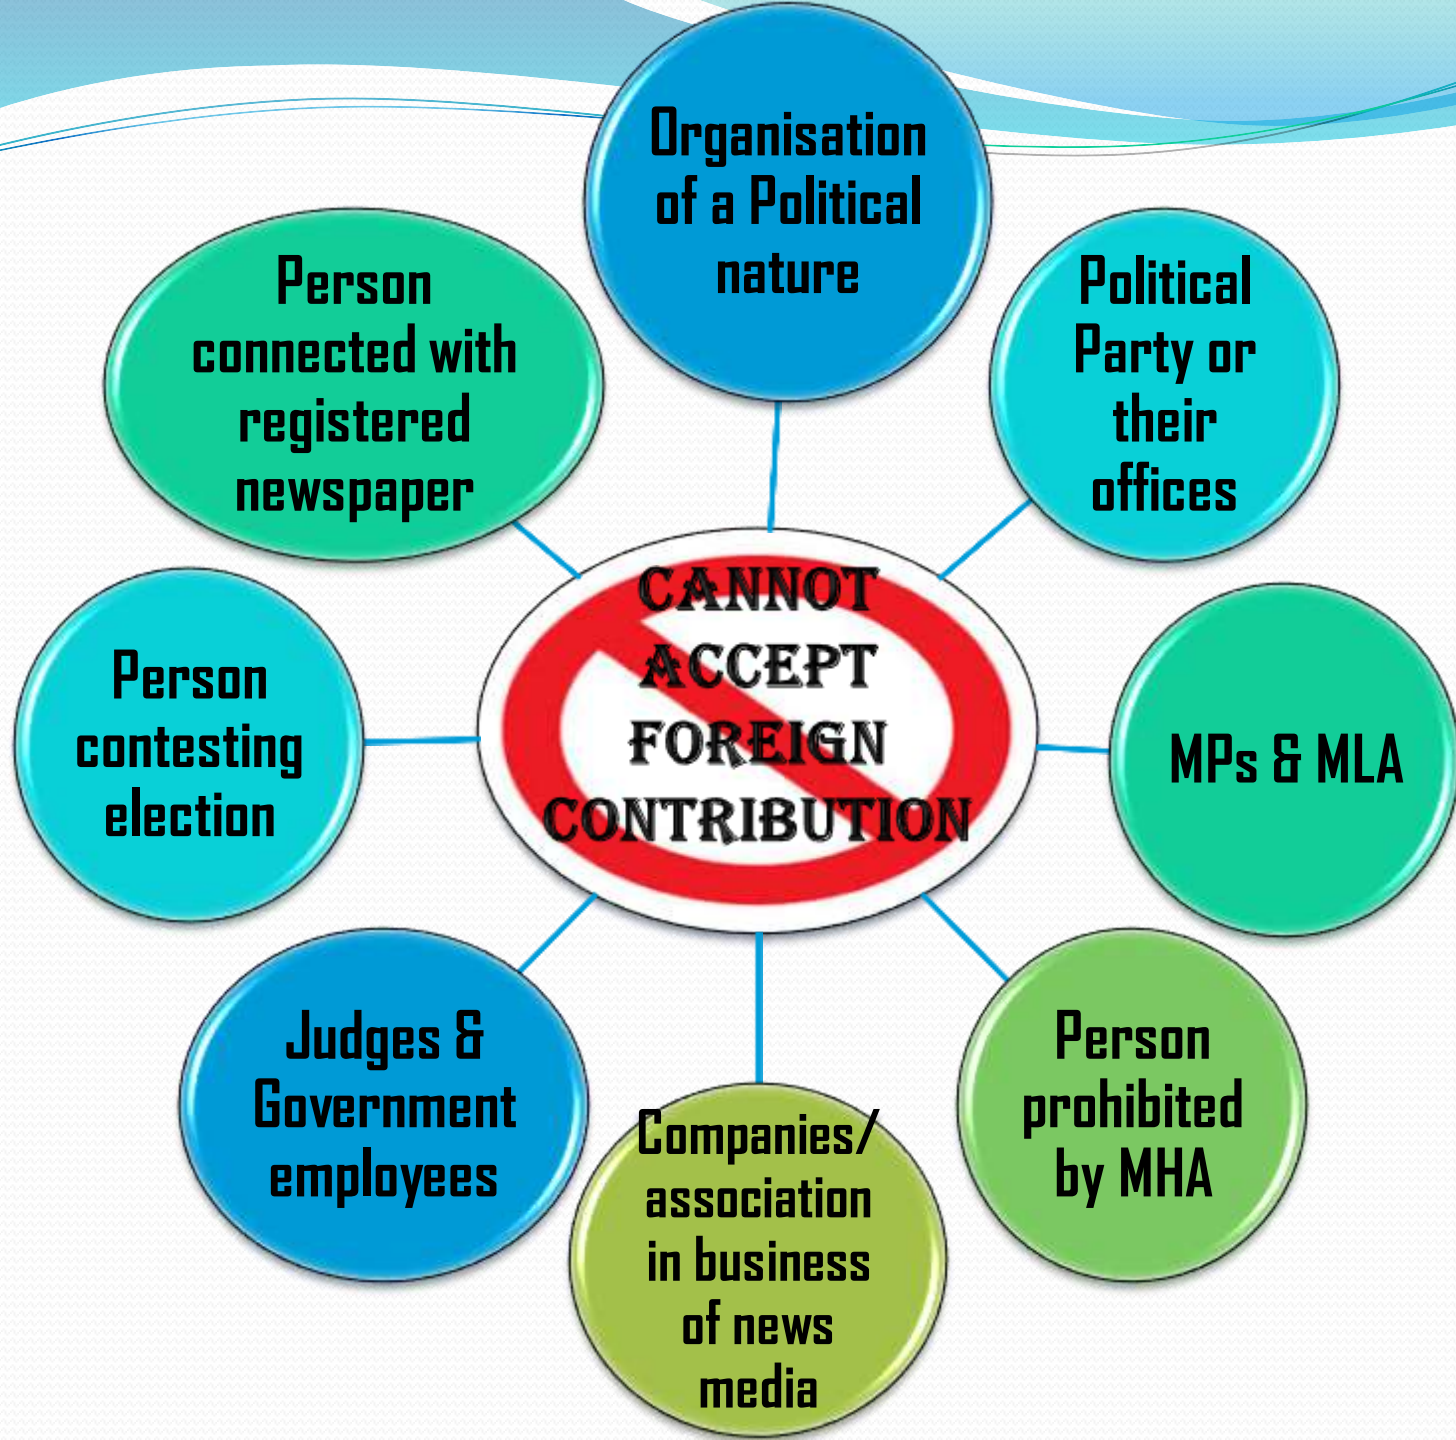 Organisation
of a Political
nature
Political
Party or
their
offices
MPs & MLA
Person
prohibited
by MHA
Companies/
association
in business
of news
media
Judges &
Government
employees
Person
contesting
election
Person
connected with
registered
newspaper
CANNOT
ACCEPT
FOREIGN
CONTRIBUTION